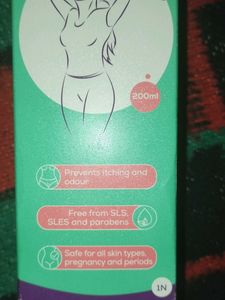 200ml
Prevents itching and
odour
Free from SLS,
SLES and parabens
Safe for all skin types,
pregnancy and periods
1N